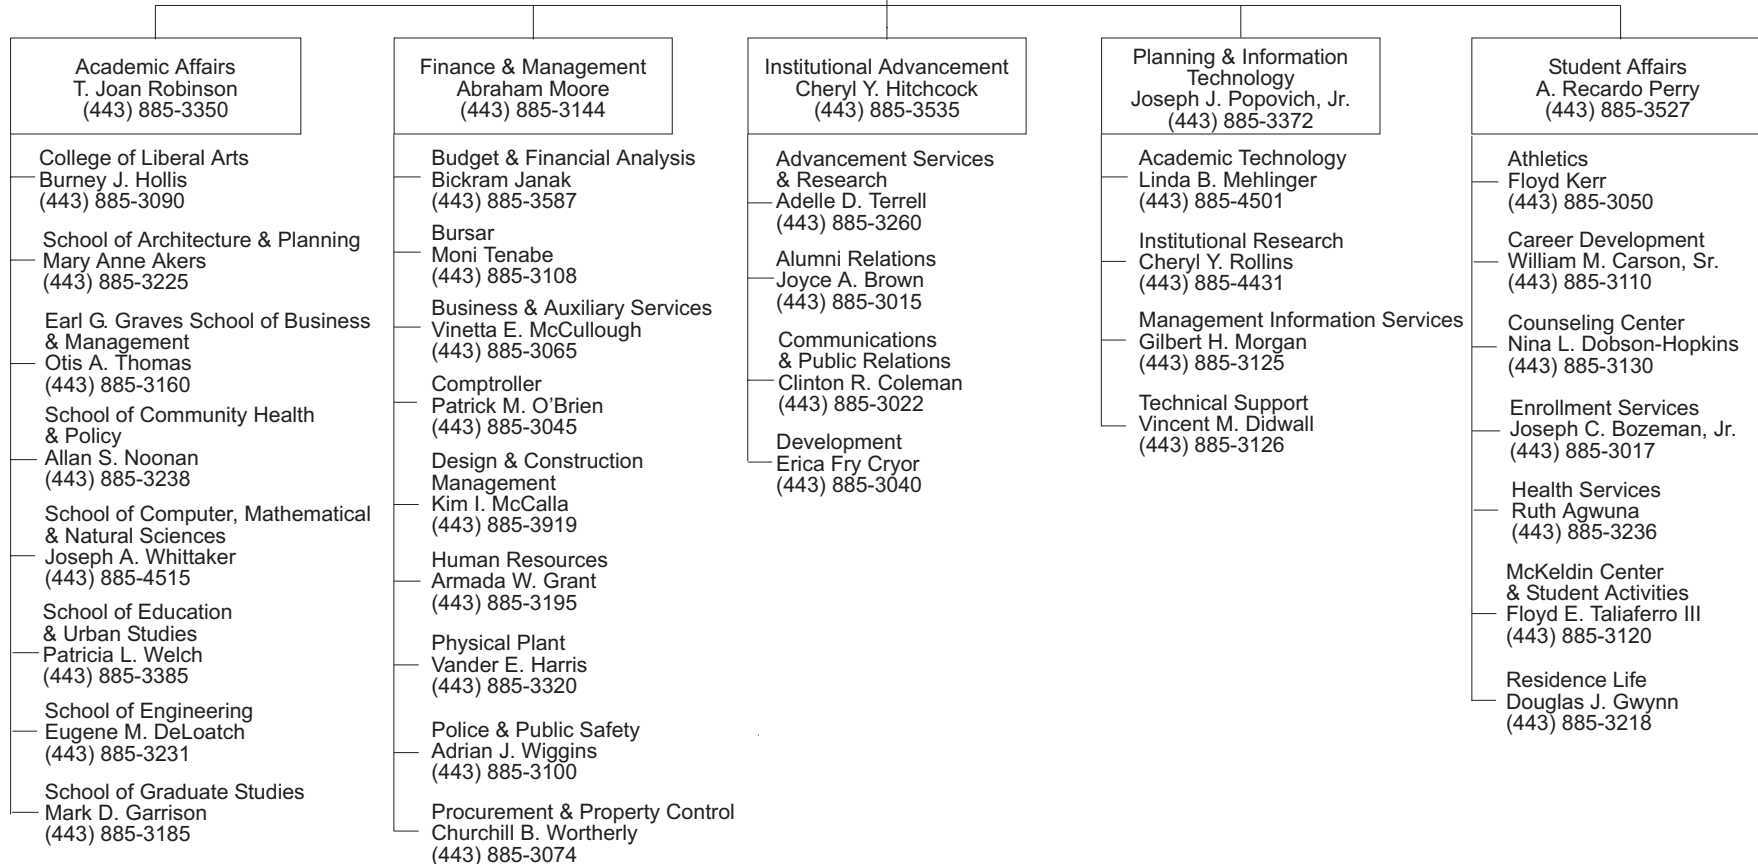 Academic Affairs
T. Joan Robinson
(443) 885-3350
College of Liberal Arts
Burney J. Hollis
(443) 885-3090
School of Architecture & Planning
Mary Anne Akers
(443) 885-3225
Earl G. Graves School of Business
& Management
Otis A. Thomas
(443) 885-3160
School of Community Health
& Policy
Allan S. Noonan
(443) 885-3238
School of Computer, Mathematical
& Natural Sciences
Joseph A. Whittaker
(443) 885-4515
School of Education
& Urban Studies
Patricia L. Welch
(443) 885-3385
School of Engineering
Eugene M. DeLoatch
(443) 885-3231
School of Graduate Studies
Mark D. Garrison
(443) 885-3185
Finance & Management
Abraham Moore
(443) 885-3144
Budget & Financial Analysis
Bickram Janak
(443) 885-3587
Bursar
Moni Tenabe
(443) 885-3108
Business & Auxiliary Services
Vinetta E. McCullough
(443) 885-3065
Comptroller
Patrick M. O’Brien
(443) 885-3045
Design & Construction
Management
Kim I. McCalla
(443) 885-3919
Human Resources
Armada W. Grant
(443) 885-3195
Physical Plant
Vander E. Harris
(443) 885-3320
Police & Public Safety
Adrian J. Wiggins
(443) 885-3100
Procurement & Property Control
Churchill B. Wortherly
(443) 885-3074
Institutional Advancement
Cheryl Y. Hitchcock
(443) 885-3535
Advancement Services
& Research
Adelle D. Terrell
(443) 885-3260
Alumni Relations
Joyce A. Brown
(443) 885-3015
Communications
& Public Relations
Clinton R. Coleman
(443) 885-3022
Development
Erica Fry Cryor
(443) 885-3040
Planning & Information
Technology
Joseph J. Popovich, Jr.
(443) 885-3372
Academic Technology
Linda B. Mehlinger
(443) 885-4501
Institutional Research
Cheryl Y. Rollins
(443) 885-4431
Management Information Services
Gilbert H. Morgan
(443) 885-3125
Technical Support
Vincent M. Didwall
(443) 885-3126
Student Affairs
A. Recardo Perry
(443) 885-3527
Athletics
Floyd Kerr
(443) 885-3050
Career Development
William M. Carson, Sr.
(443) 885-3110
Counseling Center
Nina L. Dobson-Hopkins
(443) 885-3130
Enrollment Services
Joseph C. Bozeman, Jr.
(443) 885-3017
Health Services
Ruth Agwuna
(443) 885-3236
McKeldin Center
& Student Activities
Floyd E. Taliaferro III
(443) 885-3120
Residence Life
Douglas J. Gwynn
(443) 885-3218